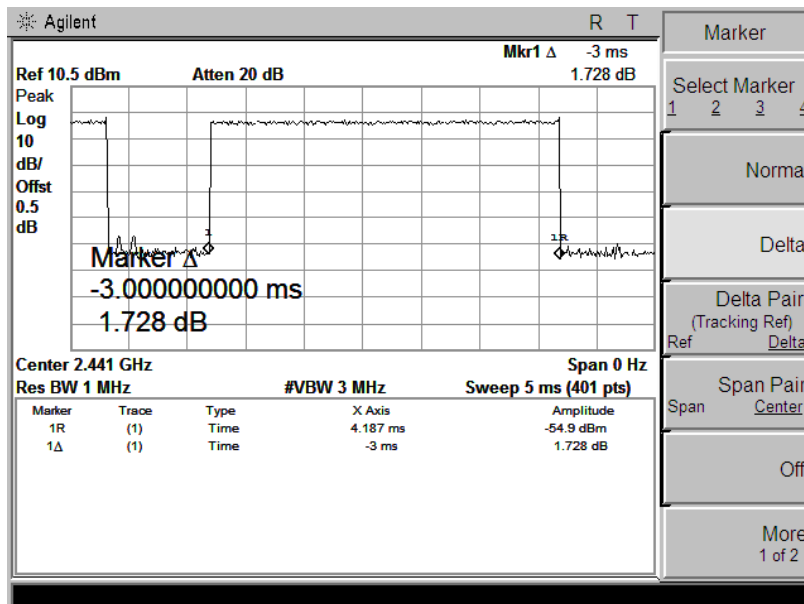 Agilent R T
Mkr1 Δ -3 ms
Ref 10.5 dBm Atten 20 dB 1.728 dB
Peak
Log
10
dB/
Offst
0.5
dB
1
1R
Marker Δ
-3.000000000 ms
1.728 dB
Center 2.441 GHz Span 0 Hz
Res BW 1 MHz #VBW 3 MHz Sweep 5 ms (401 pts)
Marker Trace Type X Axis Amplitude
1R (1) Time 4.187 ms -54.9 dBm
1Δ (1) Time -3 ms 1.728 dB
Marker
Select Marker
1 2 3 4
Norma
Delta
Delta Pair
(Tracking Ref)
Ref Delta
Span Pair
Span Center
Off
More
1 of 2